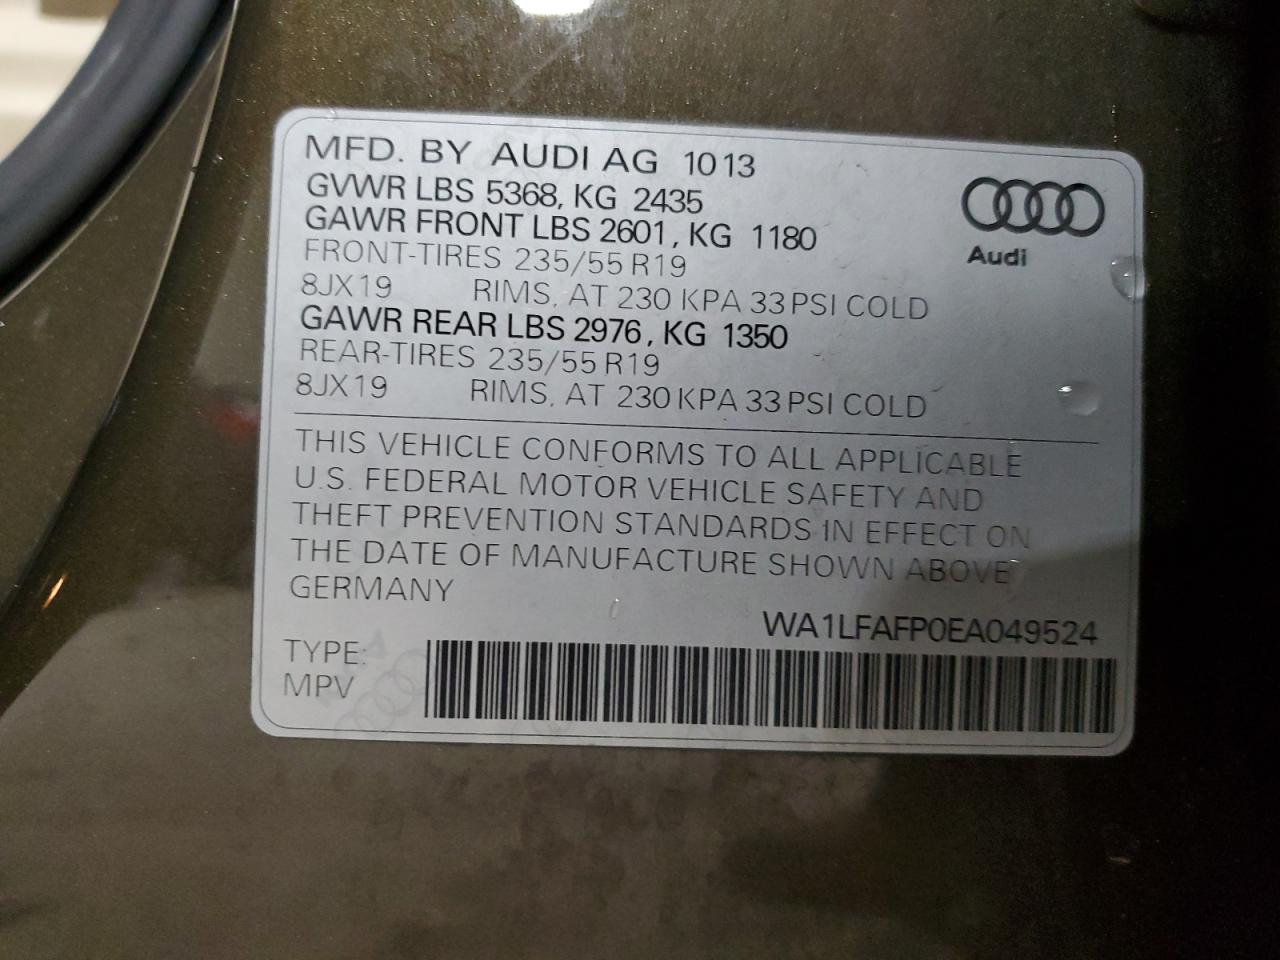 MFD. BY AUDI AG 1013
GVWR LBS 5368, KG 2435
GAWR FRONT LBS 2601, KG 1180
FRONT-TIRES 235/55 R19
8JX19 RIMS, AT 230 KPA 33 PSI COLD
GAWR REAR LBS 2976, KG 1350
REAR-TIRES 235/55 R19
8JX19 RIMS, AT 230 KPA 33 PSI COLD
Audi
THIS VEHICLE CONFORMS TO ALL APPLICABLE
U.S. FEDERAL MOTOR VEHICLE SAFETY AND
THEFT PREVENTION STANDARDS IN EFFECT ON
THE DATE OF MANUFACTURE SHOWN ABOVE
GERMANY
WA1LFAFP0EA049524
TYPE:
MPV